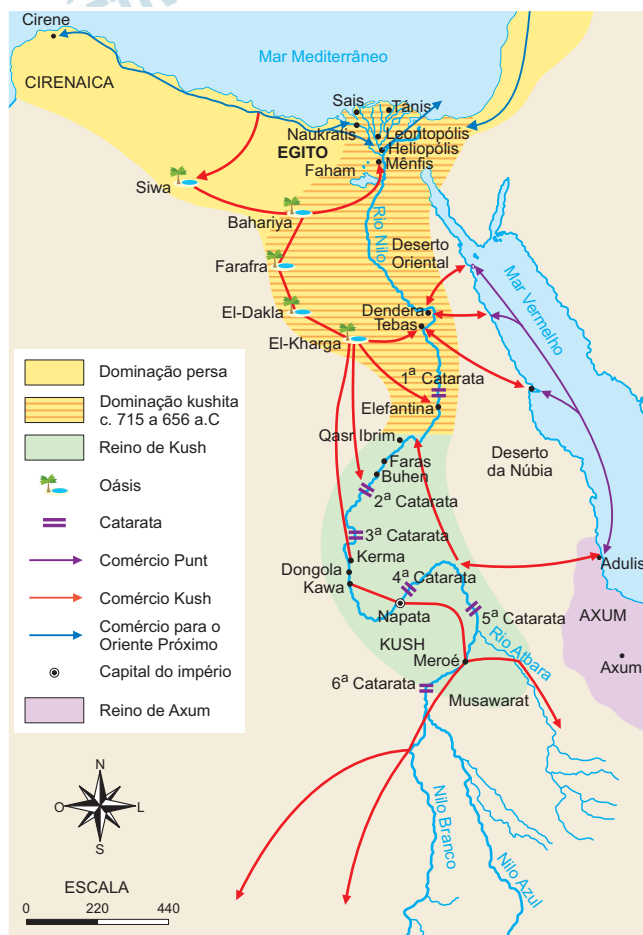 Cirene
Mar Mediterrâneo
CIRENAICA
Sais
Tánis
Naukratis
Leontopólis
EGITO
Heliopólis
Faham
Mênfis
Siwa
Bahariya
Rio Nilo
Deserto
Oriental
Farafra
Mar Vermelho
El-Dakla
Dendera
Tebas
El-Kharga
1ª Catarata
Elefantina
Qasr Ibrim
Deserto
da Núbia
Faras
Buhen
2ª Catarata
3ª Catarata
Kerma
Adulis
Dongola
4ª Catarata
Kawa
Napata
5ª Catarata
AXUM
KUSH
Rio Atbara
Meroé
Axum
6ª Catarata
Musawarat
Nilo Branco
Nilo Azul
Dominação persa
Dominação kushita
c. 715 a 656 a.C
Reino de Kush
Oásis
Catarata
Comércio Punt
Comércio Kush
Comércio para o
Oriente Próximo
Capital do império
Reino de Axum
N
O
L
S
ESCALA
0 220 440